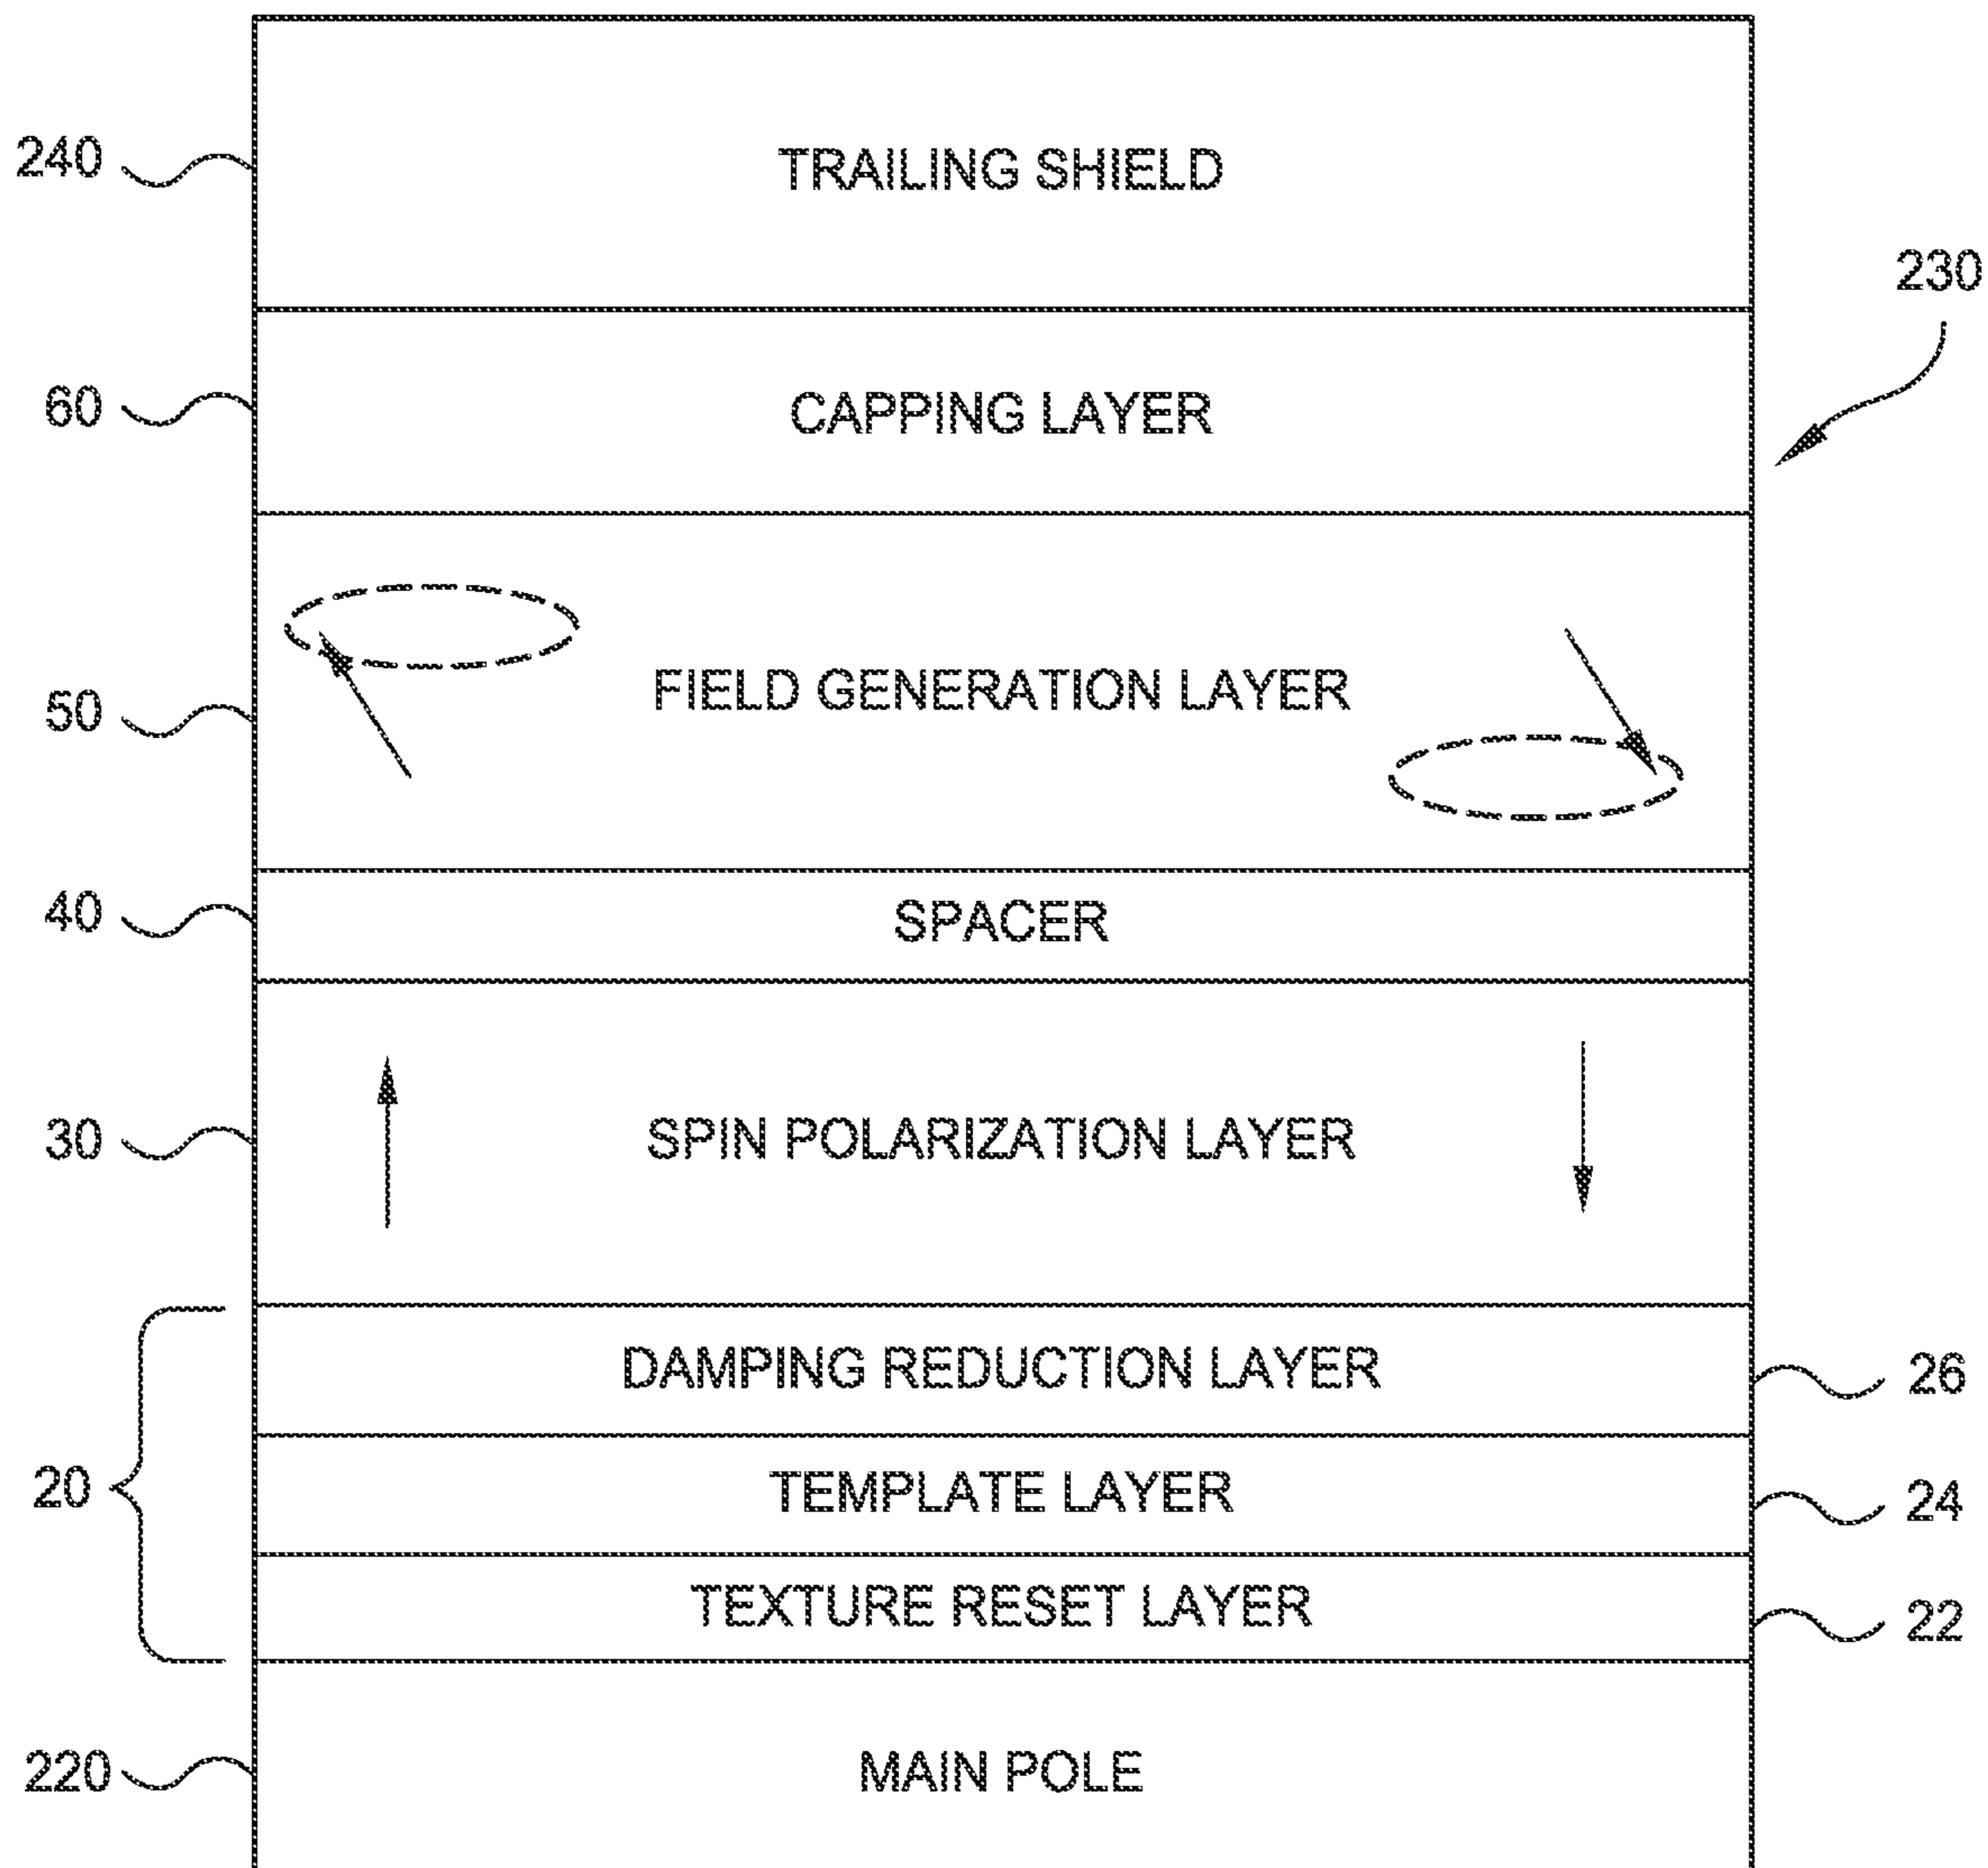 240
TRAILING SHIELD
230
60
CAPPING LAYER
50
FIELD GENERATION LAYER
40
SPACER
30
SPIN POLARIZATION LAYER
20
DAMPING REDUCTION LAYER
26
TEMPLATE LAYER
24
TEXTURE RESET LAYER
22
220
MAIN POLE